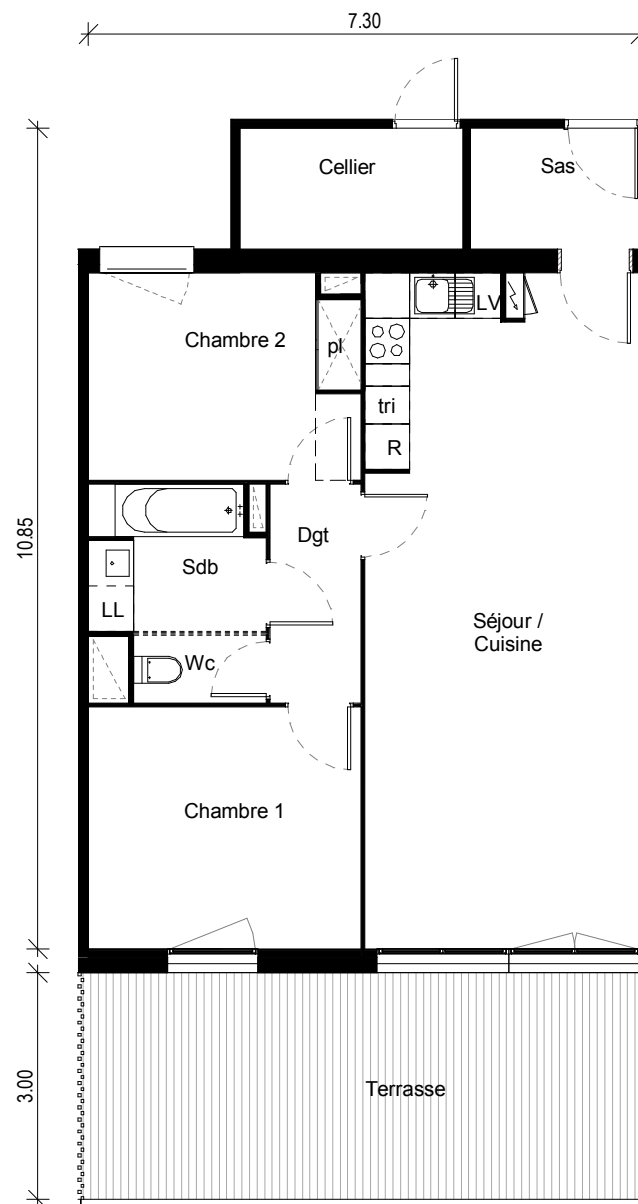 7.30
Cellier
Sas
Chambre 2
LV
pl
tri
R
10.85
Dgt
Sdb
LL
Séjour /
Cuisine
Wc
Chambre 1
3.00
Terrasse